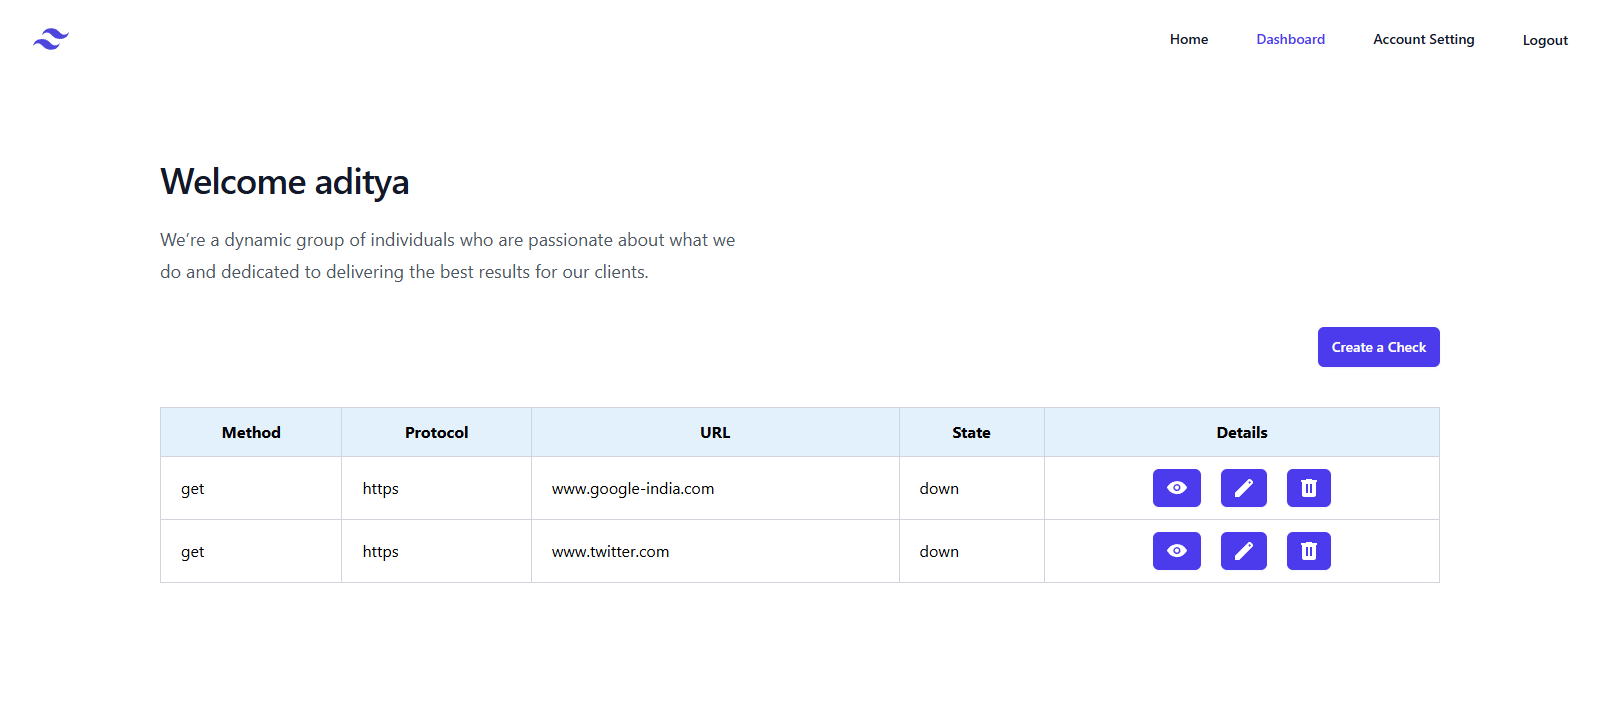 Home Dashboard Account Setting Logout
Welcome aditya
We’re a dynamic group of individuals who are passionate about what we
do and dedicated to delivering the best results for our clients.
Create a Check
Method Protocol URL State Details
get https www.google-india.com down
get https www.twitter.com down